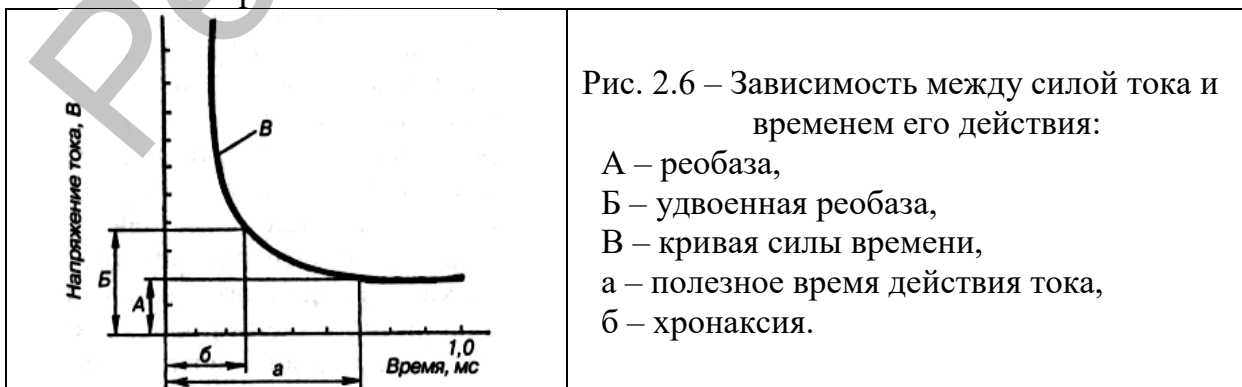 Напряжение тока, В
В
Б
А
б
а
1,0
Время, мс
Рис. 2.6 – Зависимость между силой тока и
временем его действия:
А – реобаза,
Б – удвоенная реобаза,
В – кривая силы времени,
а – полезное время действия тока,
б – хронаксия.